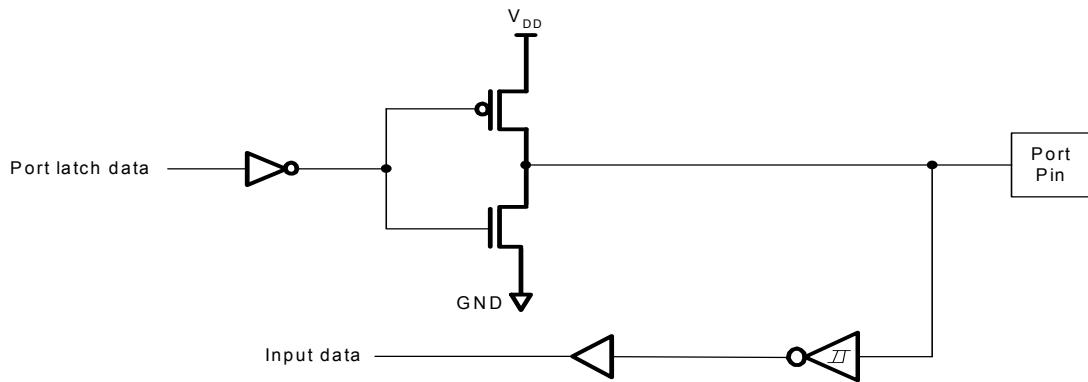 V_DD
Port latch data
Port
Pin
GND
Input data